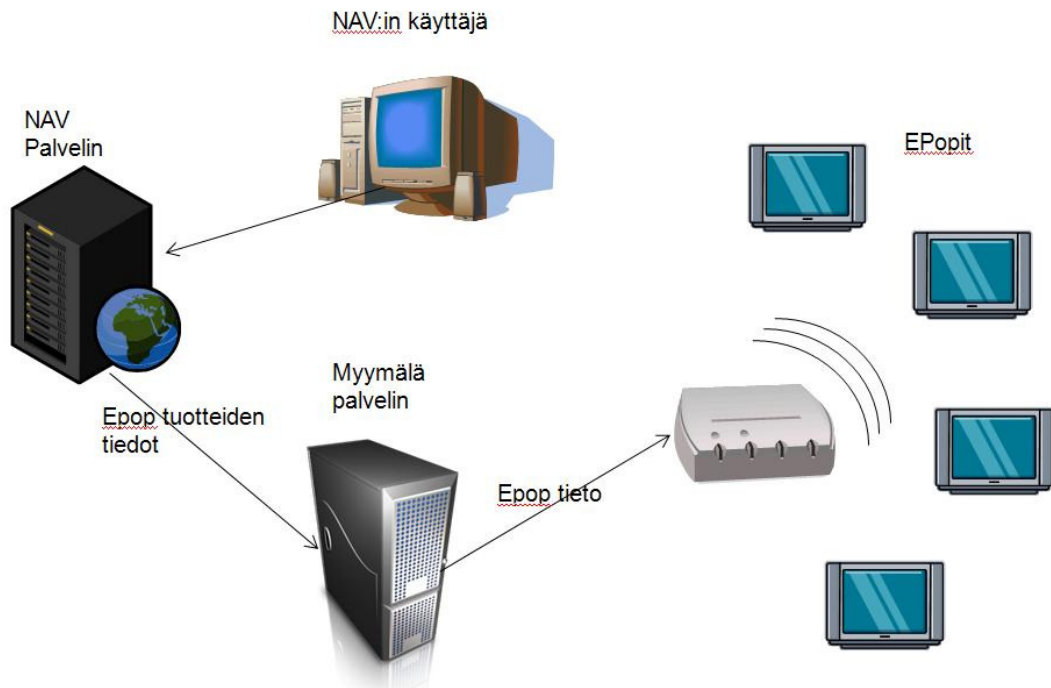 NAV:in käyttäjä
NAV
Palvelin
EPopit
Epop tuotteiden
tiedot
Myymälä
palvelin
Epop tieto